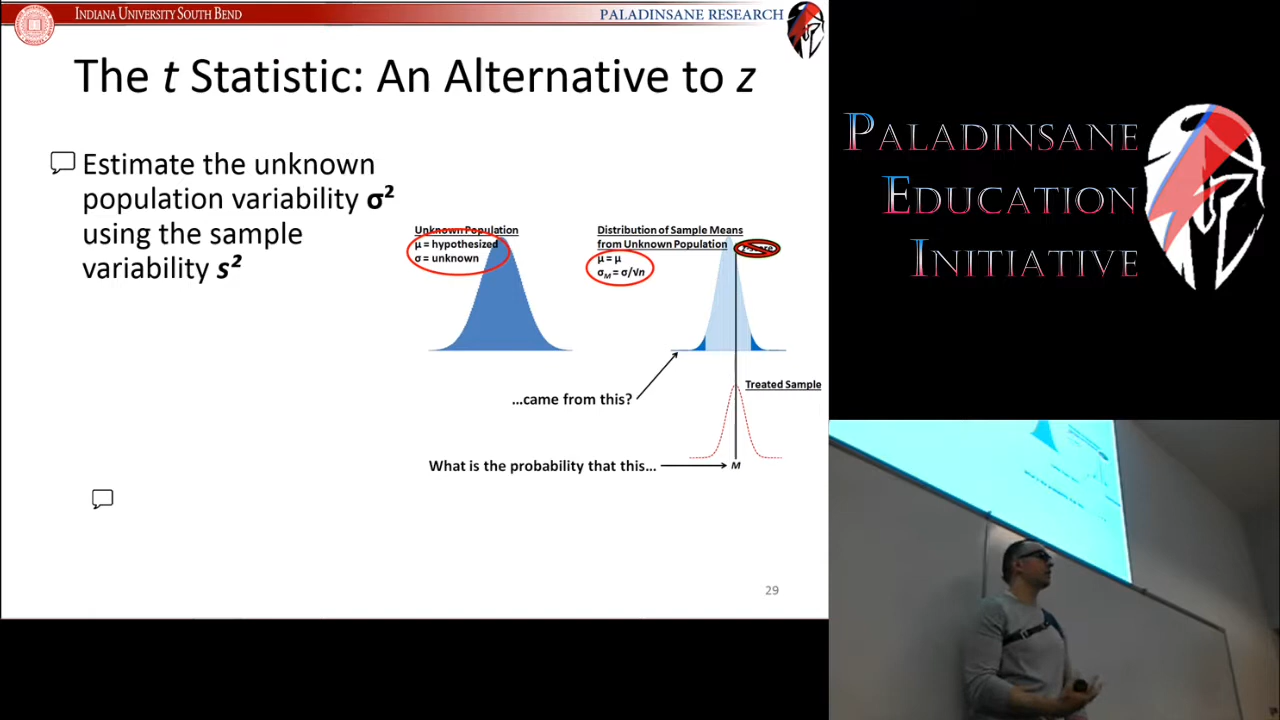 INDIANA UNIVERSITY SOUTH BEND
PALADINSANE RESEARCH
The t Statistic: An Alternative to z
Estimate the unknown
population variability σ²
using the sample
variability s²
Unknown Population
μ = hypothesized
σ = unknown
Distribution of Sample Means
from Unknown Population
μ = μ
σM = σ/√n
Treated Sample
...came from this?
What is the probability that this...
M
29
PALADINSANE
EDUCATION
INITIATIVE